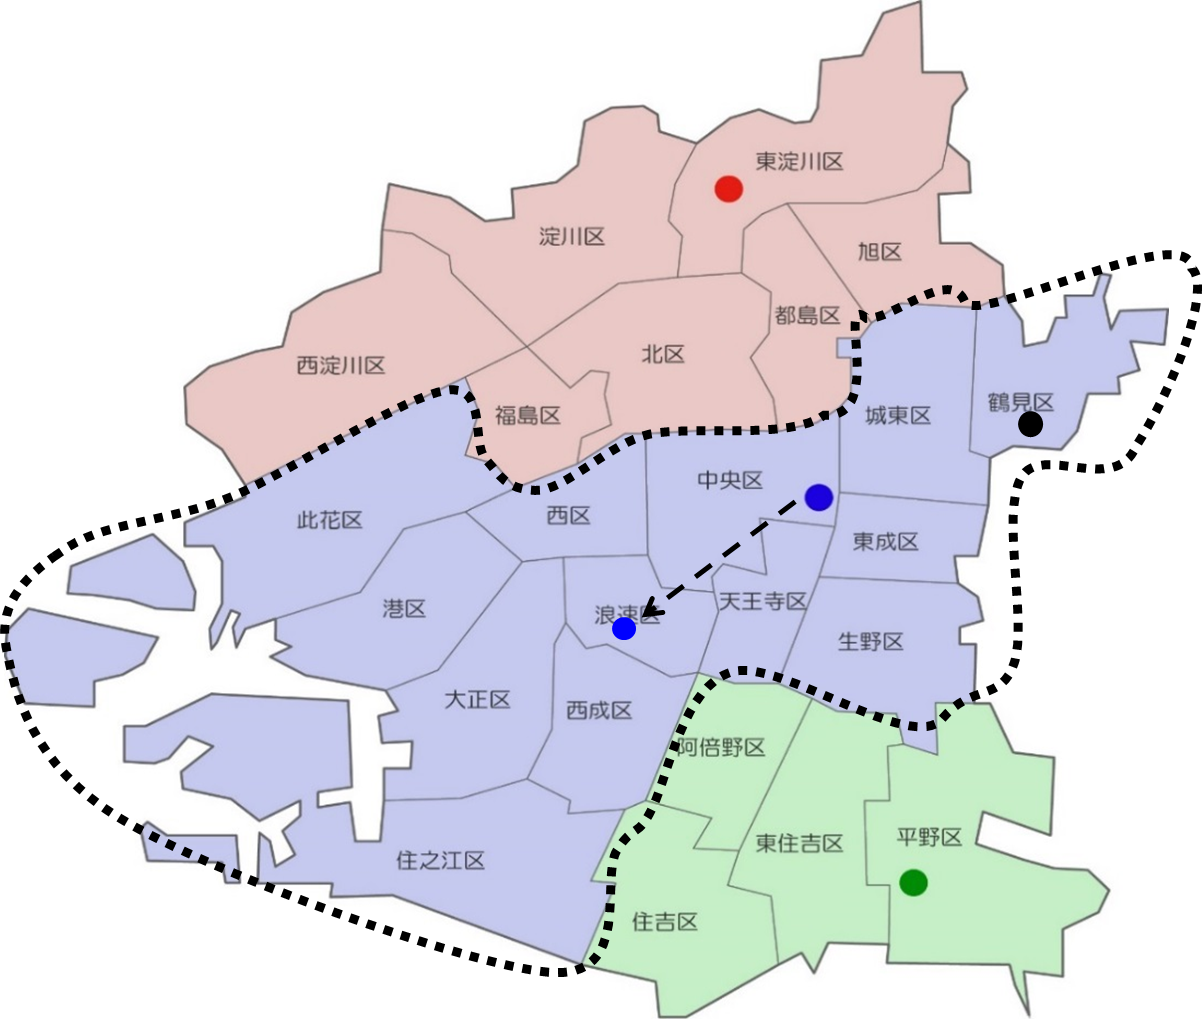 東淀川区
淀川区
旭区
都島区
北区
西淀川区
福島区
鶴見区
城東区
中央区
西区
此花区
東成区
天王寺区
港区
浪速区
生野区
大正区
西成区
阿倍野区
平野区
東住吉区
住之江区
住吉区